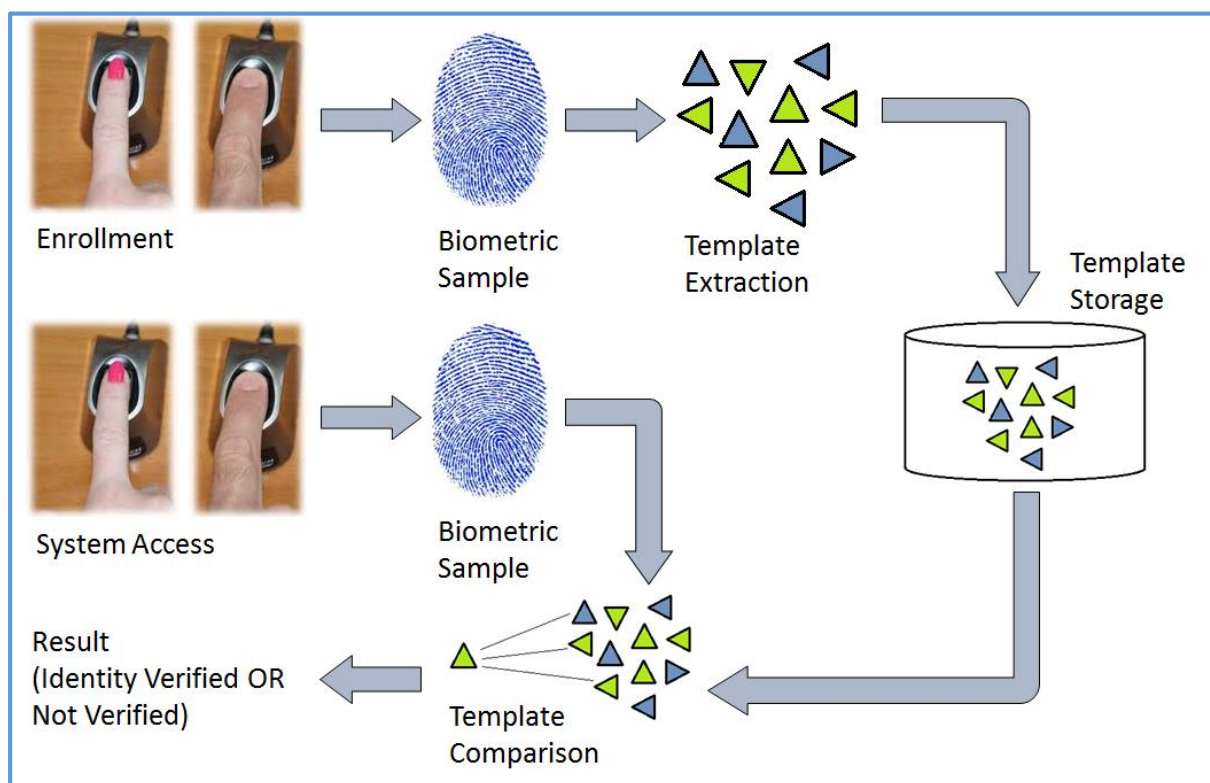 Enrollment
Biometric
Sample
Template
Extraction
Template
Storage
System Access
Biometric
Sample
Result
(Identity Verified OR
Not Verified)
Template
Comparison